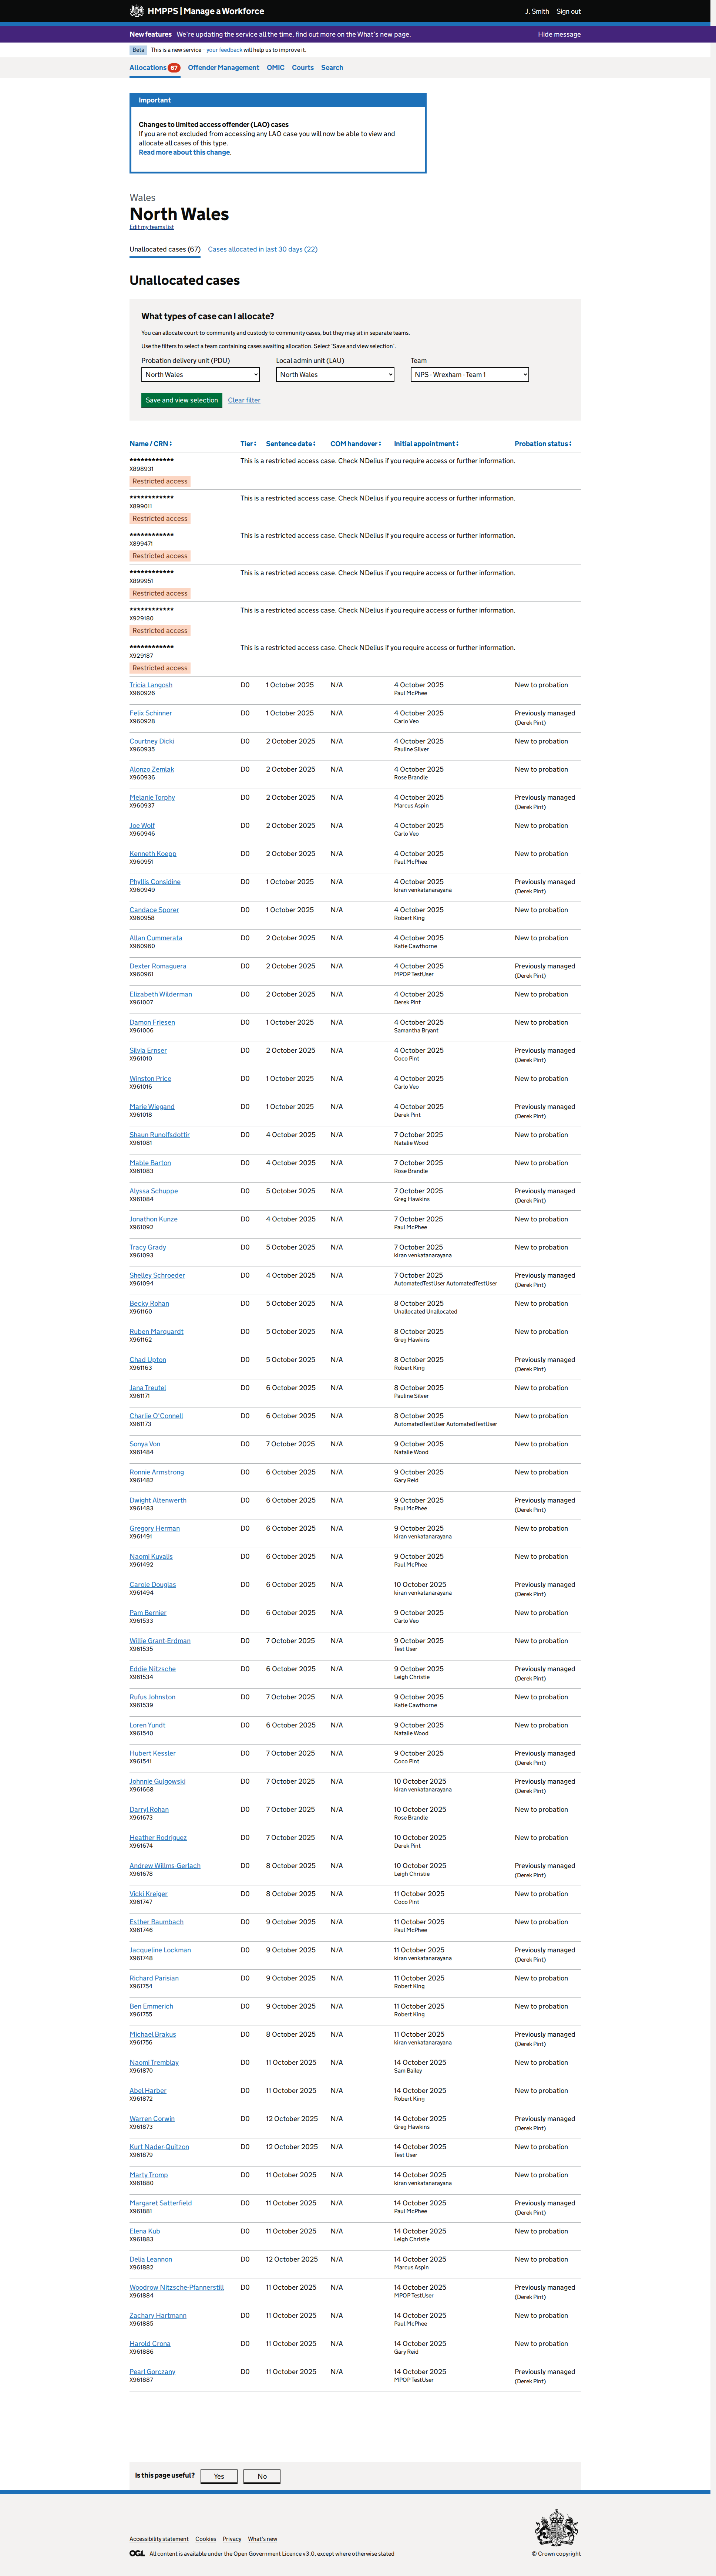 HMPPS | Manage a Workforce
J. Smith Sign out
New features We're updating the service all the time, find out more on the What's new page. Hide message
Beta This is a new service – your feedback will help us to improve it.
Allocations 67 Offender Management OMIC Courts Search
Important
Changes to limited access offender (LAO) cases
If you are not excluded from accessing any LAO case you will now be able to view and
allocate all cases of this type.
Read more about this change.
Wales
North Wales
Edit my teams list
Unallocated cases (67) Cases allocated in last 30 days (22)
Unallocated cases
What types of case can I allocate?
You can allocate court-to-community and custody-to-community cases, but they may sit in separate teams.
Use the filters to select a team containing cases awaiting allocation. Select 'Save and view selection'.
Probation delivery unit (PDU) Local admin unit (LAU) Team
North Wales North Wales NPS - Wrexham - Team 1
Save and view selection Clear filter
Name / CRN Tier Sentence date COM handover Initial appointment Probation status
************ This is a restricted access case. Check NDelius if you require access or further information.
X898931
Restricted access
************ This is a restricted access case. Check NDelius if you require access or further information.
X899011
Restricted access
************ This is a restricted access case. Check NDelius if you require access or further information.
X899471
Restricted access
************ This is a restricted access case. Check NDelius if you require access or further information.
X899951
Restricted access
************ This is a restricted access case. Check NDelius if you require access or further information.
X929180
Restricted access
************ This is a restricted access case. Check NDelius if you require access or further information.
X929187
Restricted access
Tricia Langosh D0 1 October 2025 N/A 4 October 2025 New to probation
X960926 Paul McPhee
Felix Schinner D0 1 October 2025 N/A 4 October 2025 Previously managed
X960928 Carlo Veo (Derek Pint)
Courtney Dicki D0 2 October 2025 N/A 4 October 2025 New to probation
X960935 Pauline Silver
Alonzo Zemlak D0 2 October 2025 N/A 4 October 2025 New to probation
X960936 Rose Brandle
Melanie Torphy D0 2 October 2025 N/A 4 October 2025 Previously managed
X960937 Marcus Aspin (Derek Pint)
Joe Wolf D0 2 October 2025 N/A 4 October 2025 New to probation
X960946 Carlo Veo
Kenneth Koepp D0 2 October 2025 N/A 4 October 2025 New to probation
X960951 Paul McPhee
Phyllis Considine D0 1 October 2025 N/A 4 October 2025 Previously managed
X960949 kiran venkatanarayana (Derek Pint)
Candace Sporer D0 1 October 2025 N/A 4 October 2025 New to probation
X960958 Robert King
Allan Cummerata D0 2 October 2025 N/A 4 October 2025 New to probation
X960960 Katie Cawthorne
Dexter Romaguera D0 2 October 2025 N/A 4 October 2025 Previously managed
X960961 MPOP TestUser (Derek Pint)
Elizabeth Wilderman D0 2 October 2025 N/A 4 October 2025 New to probation
X961007 Derek Pint
Damon Friesen D0 1 October 2025 N/A 4 October 2025 New to probation
X961006 Samantha Bryant
Silvia Ernser D0 2 October 2025 N/A 4 October 2025 Previously managed
X961010 Coco Pint (Derek Pint)
Winston Price D0 1 October 2025 N/A 4 October 2025 New to probation
X961016 Carlo Veo
Marie Wiegand D0 1 October 2025 N/A 4 October 2025 Previously managed
X961018 Derek Pint (Derek Pint)
Shaun Runolfsdottir D0 4 October 2025 N/A 7 October 2025 New to probation
X961081 Natalie Wood
Mable Barton D0 4 October 2025 N/A 7 October 2025 New to probation
X961083 Rose Brandle
Alyssa Schuppe D0 5 October 2025 N/A 7 October 2025 Previously managed
X961084 Greg Hawkins (Derek Pint)
Jonathon Kunze D0 4 October 2025 N/A 7 October 2025 New to probation
X961092 Paul McPhee
Tracy Grady D0 5 October 2025 N/A 7 October 2025 New to probation
X961093 kiran venkatanarayana
Shelley Schroeder D0 4 October 2025 N/A 7 October 2025 Previously managed
X961094 AutomatedTestUser AutomatedTestUser (Derek Pint)
Becky Rohan D0 5 October 2025 N/A 8 October 2025 New to probation
X961160 Unallocated Unallocated
Ruben Marquardt D0 5 October 2025 N/A 8 October 2025 New to probation
X961162 Greg Hawkins
Chad Upton D0 5 October 2025 N/A 8 October 2025 Previously managed
X961163 Robert King (Derek Pint)
Jana Treutel D0 6 October 2025 N/A 8 October 2025 New to probation
X961171 Pauline Silver
Charlie O'Connell D0 6 October 2025 N/A 8 October 2025 New to probation
X961173 AutomatedTestUser AutomatedTestUser
Sonya Von D0 7 October 2025 N/A 9 October 2025 New to probation
X961484 Natalie Wood
Ronnie Armstrong D0 6 October 2025 N/A 9 October 2025 New to probation
X961482 Gary Reid
Dwight Altenwerth D0 6 October 2025 N/A 9 October 2025 Previously managed
X961483 Paul McPhee (Derek Pint)
Gregory Herman D0 6 October 2025 N/A 9 October 2025 New to probation
X961491 kiran venkatanarayana
Naomi Kuvalis D0 6 October 2025 N/A 9 October 2025 New to probation
X961492 Paul McPhee
Carole Douglas D0 6 October 2025 N/A 10 October 2025 Previously managed
X961494 kiran venkatanarayana (Derek Pint)
Pam Bernier D0 6 October 2025 N/A 9 October 2025 New to probation
X961533 Carlo Veo
Willie Grant-Erdman D0 7 October 2025 N/A 9 October 2025 New to probation
X961535 Test User
Eddie Nitzsche D0 6 October 2025 N/A 9 October 2025 Previously managed
X961534 Leigh Christie (Derek Pint)
Rufus Johnston D0 7 October 2025 N/A 9 October 2025 New to probation
X961539 Katie Cawthorne
Loren Yundt D0 6 October 2025 N/A 9 October 2025 New to probation
X961540 Natalie Wood
Hubert Kessler D0 7 October 2025 N/A 9 October 2025 Previously managed
X961541 Coco Pint (Derek Pint)
Johnnie Gulgowski D0 7 October 2025 N/A 10 October 2025 Previously managed
X961668 kiran venkatanarayana (Derek Pint)
Darryl Rohan D0 7 October 2025 N/A 10 October 2025 New to probation
X961673 Rose Brandle
Heather Rodriguez D0 7 October 2025 N/A 10 October 2025 New to probation
X961674 Derek Pint
Andrew Willms-Gerlach D0 8 October 2025 N/A 10 October 2025 Previously managed
X961678 Leigh Christie (Derek Pint)
Vicki Kreiger D0 8 October 2025 N/A 11 October 2025 New to probation
X961747 Coco Pint
Esther Baumbach D0 9 October 2025 N/A 11 October 2025 New to probation
X961746 Paul McPhee
Jacqueline Lockman D0 9 October 2025 N/A 11 October 2025 Previously managed
X961748 kiran venkatanarayana (Derek Pint)
Richard Parisian D0 9 October 2025 N/A 11 October 2025 New to probation
X961754 Robert King
Ben Emmerich D0 9 October 2025 N/A 11 October 2025 New to probation
X961755 Robert King
Michael Brakus D0 8 October 2025 N/A 11 October 2025 Previously managed
X961756 kiran venkatanarayana (Derek Pint)
Naomi Tremblay D0 11 October 2025 N/A 14 October 2025 New to probation
X961870 Sam Bailey
Abel Harber D0 11 October 2025 N/A 14 October 2025 New to probation
X961872 Robert King
Warren Corwin D0 12 October 2025 N/A 14 October 2025 Previously managed
X961873 Greg Hawkins (Derek Pint)
Kurt Nader-Quitzon D0 12 October 2025 N/A 14 October 2025 New to probation
X961879 Test User
Marty Tromp D0 11 October 2025 N/A 14 October 2025 New to probation
X961880 kiran venkatanarayana
Margaret Satterfield D0 11 October 2025 N/A 14 October 2025 Previously managed
X961881 Paul McPhee (Derek Pint)
Elena Kub D0 11 October 2025 N/A 14 October 2025 New to probation
X961883 Leigh Christie
Delia Leannon D0 12 October 2025 N/A 14 October 2025 New to probation
X961882 Marcus Aspin
Woodrow Nitzsche-Pfannerstill D0 11 October 2025 N/A 14 October 2025 Previously managed
X961884 MPOP TestUser (Derek Pint)
Zachary Hartmann D0 11 October 2025 N/A 14 October 2025 New to probation
X961885 Paul McPhee
Harold Crona D0 11 October 2025 N/A 14 October 2025 New to probation
X961886 Gary Reid
Pearl Gorczany D0 11 October 2025 N/A 14 October 2025 Previously managed
X961887 MPOP TestUser (Derek Pint)
Is this page useful? Yes No
Accessibility statement Cookies Privacy What's new
OGL All content is available under the Open Government Licence v3.0, except where otherwise stated
© Crown copyright